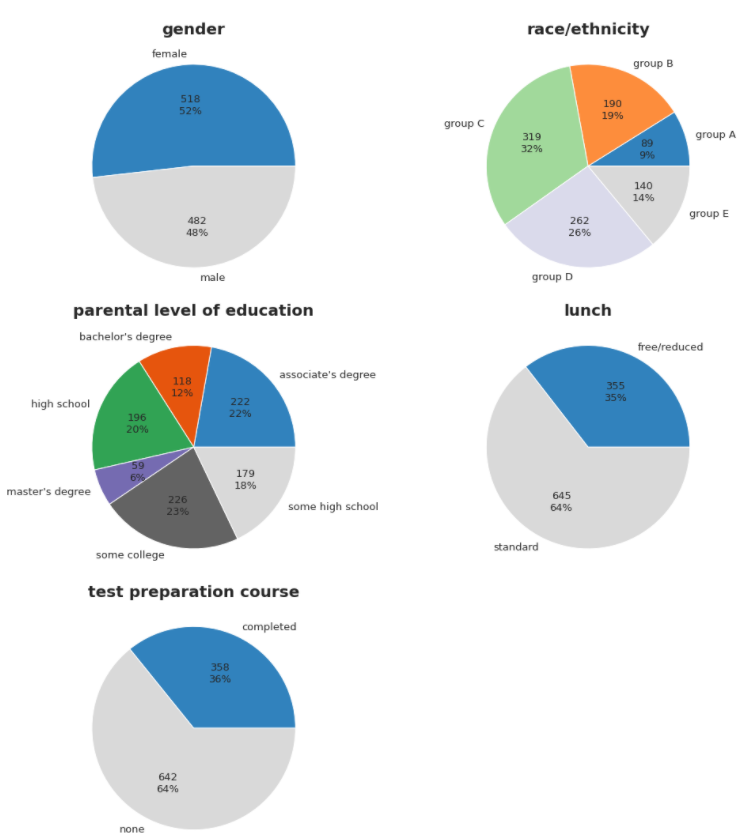 gender
female
518
52%
482
48%
male
race/ethnicity
group B
190
19%
group A
89
9%
group C
319
32%
140
14%
group E
262
26%
group D
parental level of education
bachelor's degree
118
12%
associate's degree
222
22%
high school
196
20%
59
6%
master's degree
179
18%
some high school
226
23%
some college
lunch
free/reduced
355
35%
645
64%
standard
test preparation course
completed
358
36%
642
64%
none